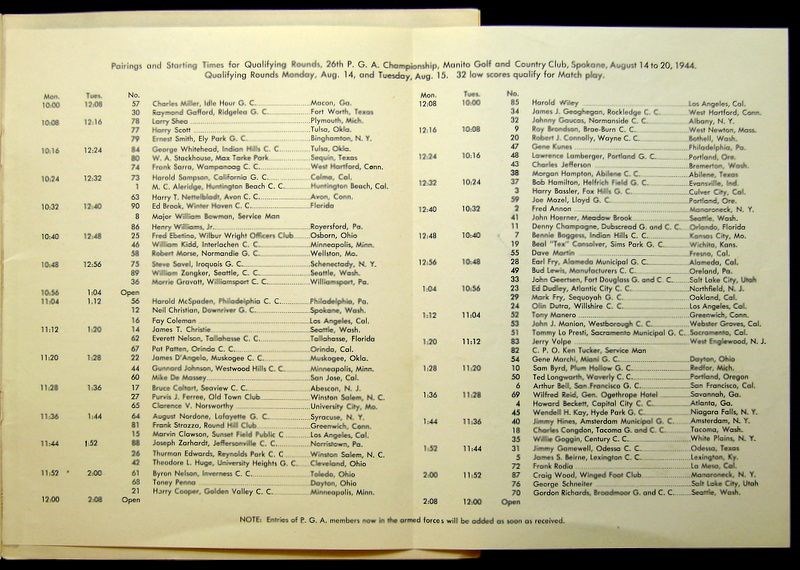 Pairings and Starting Times for Qualifying Rounds, 26th P. G. A. Championship, Manito Golf and Country Club, Spokane, August 14 to 20, 1944.
Qualifying Rounds Monday, Aug. 14, and Tuesday, Aug. 15. 32 low scores qualify for Match play.
Mon. Tues. No.
10:00 12:08 57 Charles Miller, Idle Hour G. C. Macon, Ga.
30 Raymond Gafford, Ridgelea G. C. Fort Worth, Texas
10:08 12:16 78 Larry Shea Plymouth, Mich.
77 Harry Scott Tulsa, Okla.
79 Ernest Smith, Ely Park G. C. Binghamton, N. Y.
10:16 12:24 84 George Whitehead, Indian Hills C. C. Tulsa, Okla.
80 W. A. Stackhouse, Max Tarke Park Sequin, Texas
74 Frank Sarra, Wampanoag C. C. West Hartford, Conn.
10:24 12:32 73 Harold Sampson, California G. C. Colma, Cal.
1 M. C. Aleridge, Huntington Beach C. C. Huntington Beach, Cal.
63 Harry T. Nettelbladt, Avon C. C. Avon, Conn.
10:32 12:40 90 Ed Brook, Winter Haven C. C. Florida
8 Major William Bowman, Service Man
86 Henry Williams, Jr. Royersford, Pa.
10:40 12:48 25 Fred Ebetino, Wilbur Wright Officers Club Osborn, Ohio
46 William Kidd, Interlachen C. C. Minneapolis, Minn.
58 Robert Morse, Normandie G. C. Wellston, Mo.
10:48 12:56 75 Steve Savel, Iroquois G. C. Schenectady, N. Y.
89 William Zongker, Seattle, C. C. Seattle, Wash.
36 Morrie Gravatt, Williamsport C. C. Williamsport, Pa.
10:56 1:04 Open
11:04 1:12 56 Harold McSpaden, Philadelphia C. C. Philadelphia, Pa.
12 Neil Christian, Downriver G. C. Spokane, Wash.
16 Fay Coleman Los Angeles, Cal.
11:12 1:20 14 James T. Christie Seattle, Wash.
62 Everett Nelson, Tallahasse C. C. Tallahasse, Florida
67 Pat Patten, Orinda C. C. Orinda, Cal.
11:20 1:28 22 James D'Angelo, Muskogee C. C. Muskogee, Okla.
44 Gunnard Johnson, Westwood Hills C. C. Minneapolis, Minn.
60 Mike De Massey San Jose, Cal.
11:28 1:36 17 Bruce Coltart, Seaview C. C. Abescon, N. J.
27 Purvis J. Ferree, Old Town Club Winston Salem, N. C.
65 Clarence V. Norsworthy University City, Mo.
11:36 1:44 64 August Nordone, Lafayette G. C. Syracuse, N. Y.
81 Frank Strazza, Round Hill Club Greenwich, Conn.
15 Marvin Clawson, Sunset Field Public C Los Angeles, Cal.
11:44 1:52 88 Joseph Zarhardt, Jeffersonville C. C. Norristown, Pa.
26 Thurman Edwards, Reynolds Park C. C Winston Salem, N. C.
42 Theodore L. Huge, University Heights G. C. Cleveland, Ohio
11:52 2:00 61 Byron Nelson, Inverness C. C. Toledo, Ohio
68 Toney Penna Dayton, Ohio
21 Harry Cooper, Golden Valley C. C. Minneapolis, Minn.
12:00 2:08 Open
Mon. Tues. No.
12:08 10:00 85 Harold Wiley Los Angeles, Cal.
34 James J. Geoghegan, Rockledge C. C. West Hartford, Conn.
32 Johnny Gaucas, Normanside C. C. Albany, N. Y.
12:16 10:08 9 Roy Brondson, Brae-Burn C. C. West Newton, Mass.
20 Robert J. Connolly, Wayne C. C. Bothell, Wash.
47 Gene Kunes Philadelphia, Pa.
12:24 10:16 48 Lawrence Lamberger, Portland G. C. Portland, Ore.
43 Charles Jefferson Bremerton, Wash.
38 Morgan Hampton, Abilene C. C. Abilene, Texas
12:32 10:24 37 Bob Hamilton, Helfrich Field G. C. Evansville, Ind.
3 Harry Bassler, Fox Hills G. C. Culver City, Cal.
59 Joe Mozel, Lloyd G. C. Portland, Ore.
12:40 10:32 2 Fred Annon Mamaroneck, N. Y.
41 John Hoerner, Meadow Brook Seattle, Wash.
11 Denny Champagne, Dubscread G. and C. C. Orlando, Florida
12:48 10:40 7 Bennie Boggess, Indian Hills C. C. Kansas City, Mo.
19 Beal "Tex" Consolver, Sims Park G. C. Wichita, Kans.
55 Dave Martin Fresno, Cal.
12:56 10:48 28 Earl Fry, Alameda Municipal G. C. Alameda, Cal.
49 Bud Lewis, Manufacturers C. C. Oreland, Pa.
33 John Geertsen, Fort Douglass G. and C. C. Salt Lake City, Utah
1:04 10:56 23 Ed Dudley, Atlantic City C. C. Northfield, N. J.
29 Mark Fry, Sequoyah G. C. Oakland, Cal.
24 Olin Dutra, Willshire C. C. Los Angeles, Cal.
1:12 11:04 52 Tony Manero Greenwich, Conn.
53 John J. Manion, Westborough C. C. Webster Groves, Cal.
51 Tommy Lo Presti, Sacramento Municipal G. C. Sacramento, Cal.
1:20 11:12 83 Jerry Volpe West Englewood, N. J.
82 C. P. O. Ken Tucker, Service Man
54 Gene Marchi, Miami G. C. Dayton, Ohio
1:28 11:20 10 Sam Byrd, Plum Hollow G. C. Redfor, Mich.
50 Ted Longworth, Waverly C. C. Portland, Oregon
6 Arthur Bell, San Francisco G. C. San Francisco, Cal.
1:36 11:28 69 Wilfred Reid, Gen. Ogethrope Hotel Savannah, Ga.
4 Howard Beckett, Capital City C. C. Atlanta, Ga.
45 Wendell H. Kay, Hyde Park G. C. Niagara Falls, N. Y.
1:44 11:36 40 Jimmy Hines, Amsterdam Municipal G. C. Amsterdam, N. Y.
18 Charles Congdon, Tacoma G. and C. C. Tacoma, Wash.
35 Willie Goggin, Century C. C. White Plains, N. Y.
1:52 11:44 31 Jimmy Gamewell, Odessa C. C. Odessa, Texas
5 James S. Beirne, Lexington C. C. Lexington, Ky.
72 Frank Rodia La Mesa, Cal.
2:00 11:52 87 Craig Wood, Winged Foot Club Mamaroneck, N. Y.
76 George Schneiter Salt Lake City, Utah
70 Gordon Richards, Broadmoor G. and C. C. Seattle, Wash.
2:08 12:00 Open
NOTE: Entries of P. G. A. members now in the armed forces will be added as soon as received.